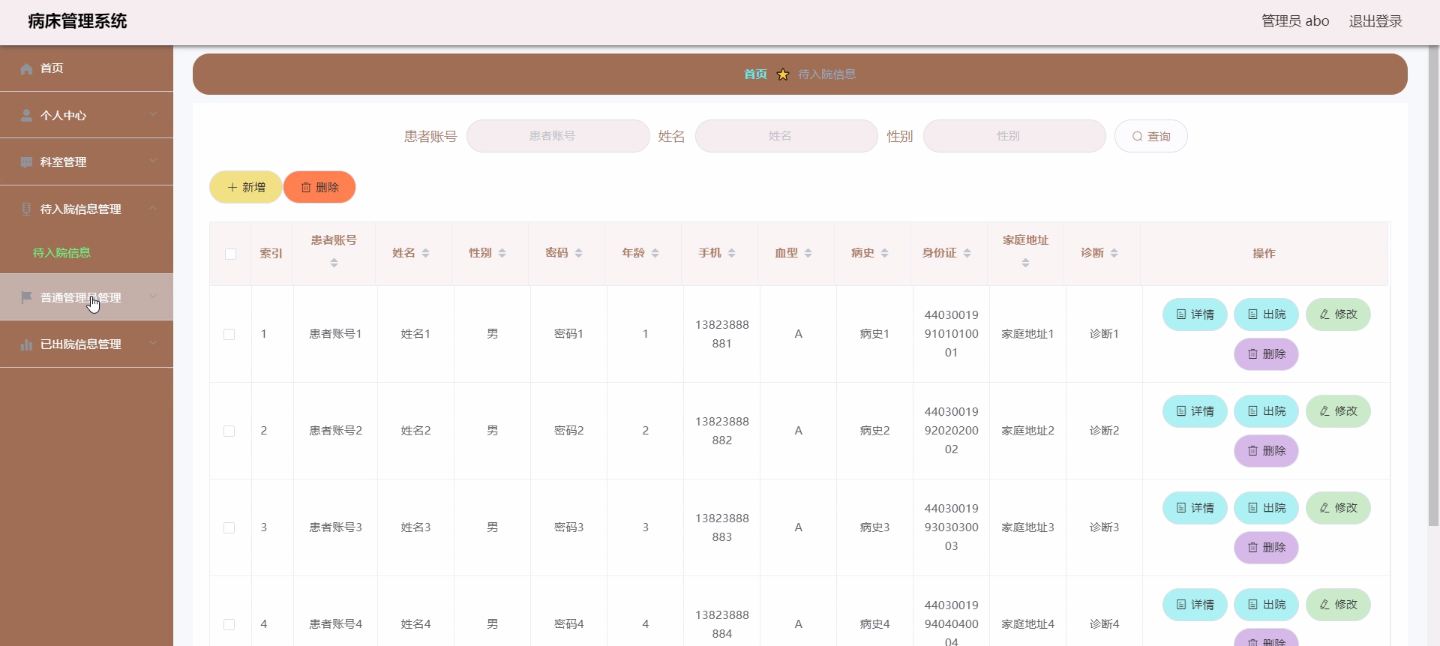 病床管理系统
管理员 abo 退出登录
首页
个人中心
科室管理
待入院信息管理
待入院信息
普通管理员管理
已出院信息管理
首页 待入院信息
患者账号 患者账号 姓名 姓名 性别 性别 查询
新增 删除
索引 患者账号 姓名 性别 密码 年龄 手机 血型 病史 身份证 家庭地址 诊断 操作
1 患者账号1 姓名1 男 密码1 1 13823888881 A 病史1 440300199101010001 家庭地址1 诊断1 详情 出院 修改 删除
2 患者账号2 姓名2 男 密码2 2 13823888882 A 病史2 440300199202020002 家庭地址2 诊断2 详情 出院 修改 删除
3 患者账号3 姓名3 男 密码3 3 13823888883 A 病史3 440300199303030003 家庭地址3 诊断3 详情 出院 修改 删除
4 患者账号4 姓名4 男 密码4 4 13823888884 A 病史4 440300199404040004 家庭地址4 诊断4 详情 出院 修改 删除